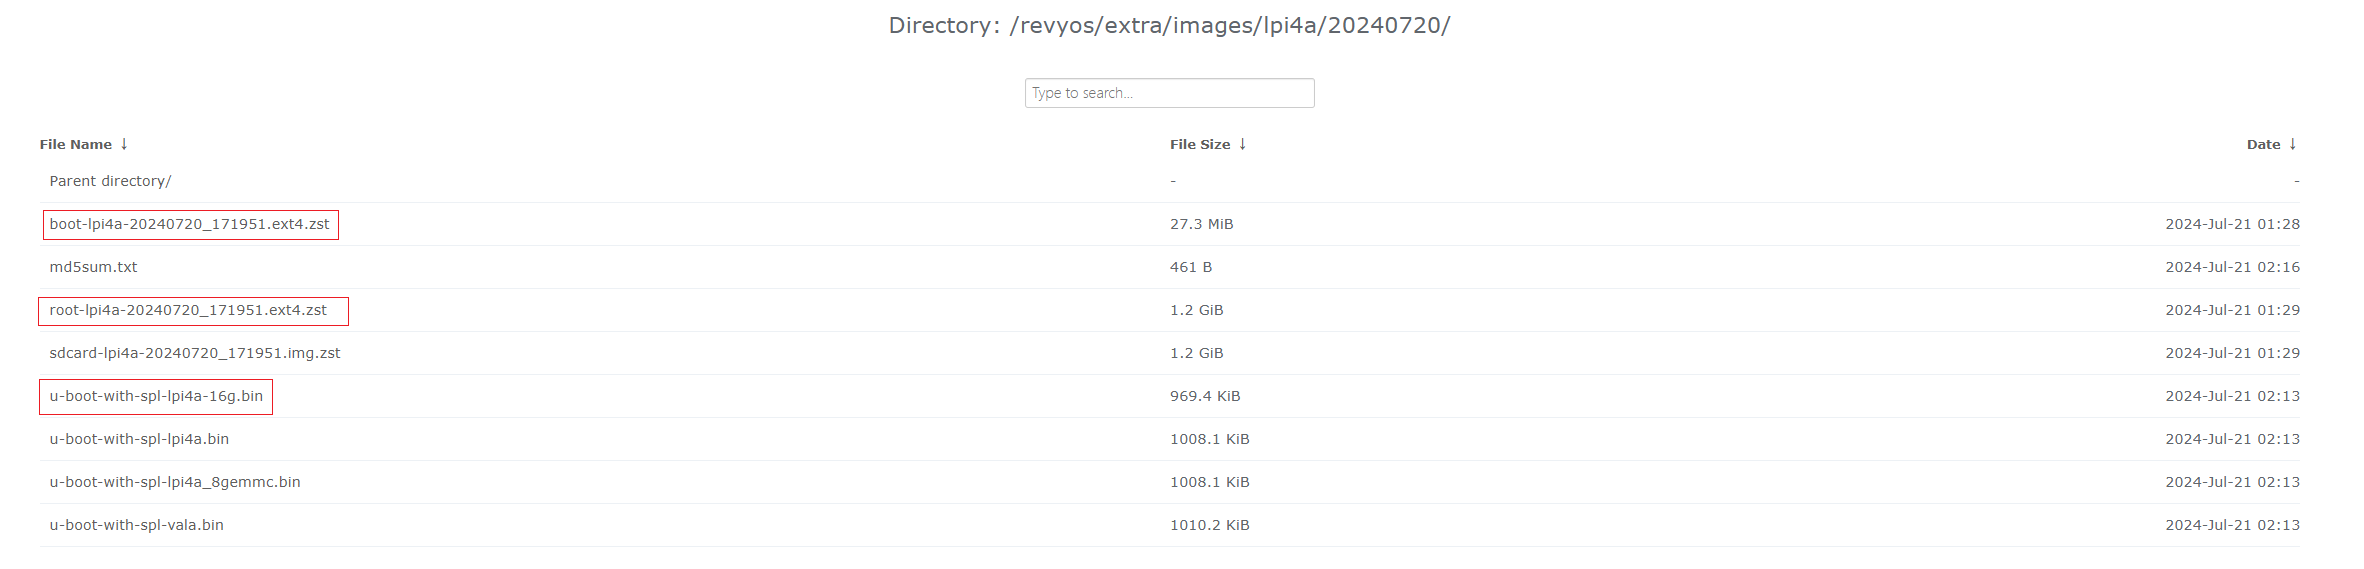 Directory: /revyos/extra/images/lpi4a/20240720/
Type to search...
File Name ↓ File Size ↓ Date ↓
Parent directory/ - -
boot-lpi4a-20240720_171951.ext4.zst 27.3 MiB 2024-Jul-21 01:28
md5sum.txt 461 B 2024-Jul-21 02:16
root-lpi4a-20240720_171951.ext4.zst 1.2 GiB 2024-Jul-21 01:29
sdcard-lpi4a-20240720_171951.img.zst 1.2 GiB 2024-Jul-21 01:29
u-boot-with-spl-lpi4a-16g.bin 969.4 KiB 2024-Jul-21 02:13
u-boot-with-spl-lpi4a.bin 1008.1 KiB 2024-Jul-21 02:13
u-boot-with-spl-lpi4a_8gemmc.bin 1008.1 KiB 2024-Jul-21 02:13
u-boot-with-spl-vala.bin 1010.2 KiB 2024-Jul-21 02:13